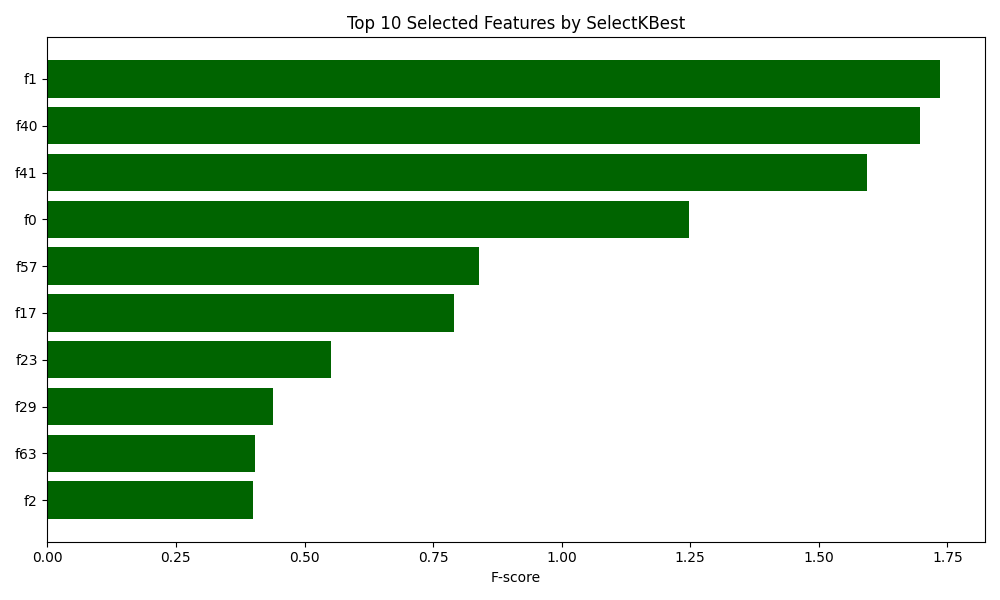 Top 10 Selected Features by SelectKBest
f1
f40
f41
f0
f57
f17
f23
f29
f63
f2
0.00 0.25 0.50 0.75 1.00 1.25 1.50 1.75
F-score